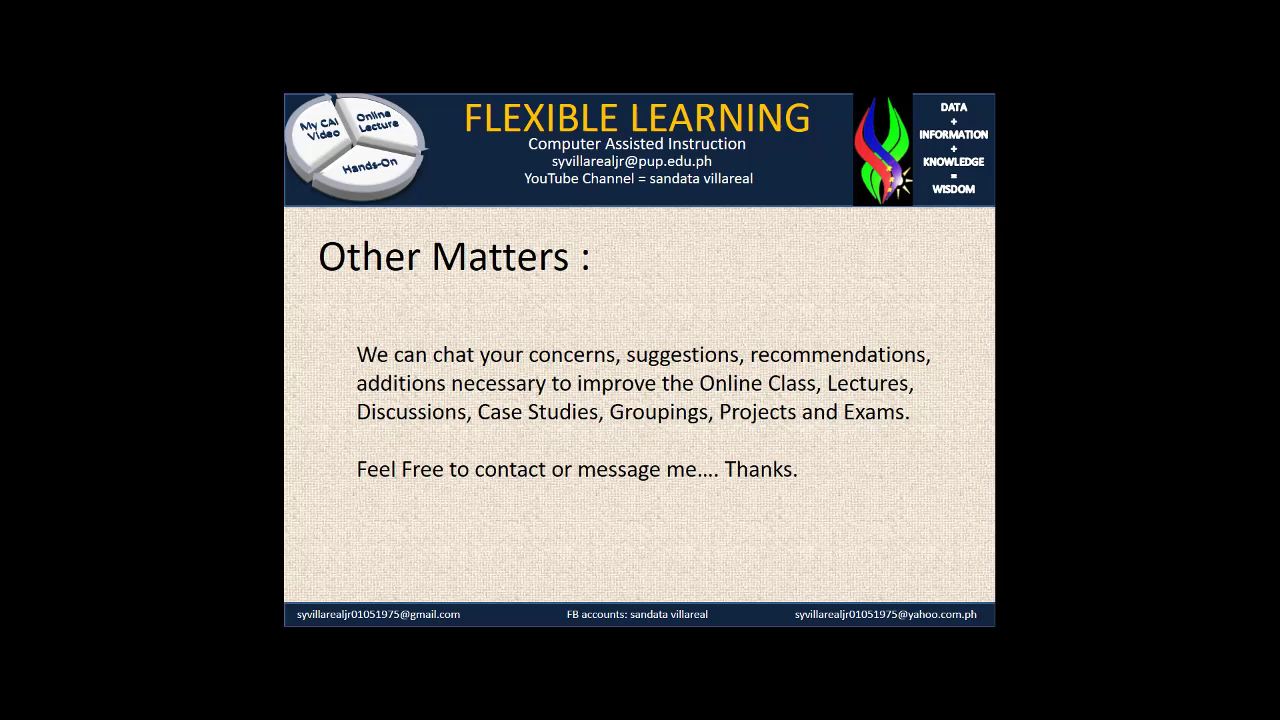 My CAI
Video
Online
Lecture
Hands-On
FLEXIBLE LEARNING
Computer Assisted Instruction
syvillarealjr@pup.edu.ph
YouTube Channel = sandata villareal
DATA
+
INFORMATION
+
KNOWLEDGE
=
WISDOM
Other Matters :
We can chat your concerns, suggestions, recommendations,
additions necessary to improve the Online Class, Lectures,
Discussions, Case Studies, Groupings, Projects and Exams.
Feel Free to contact or message me.... Thanks.
syvillarealjr01051975@gmail.com
FB accounts: sandata villareal
syvillarealjr01051975@yahoo.com.ph